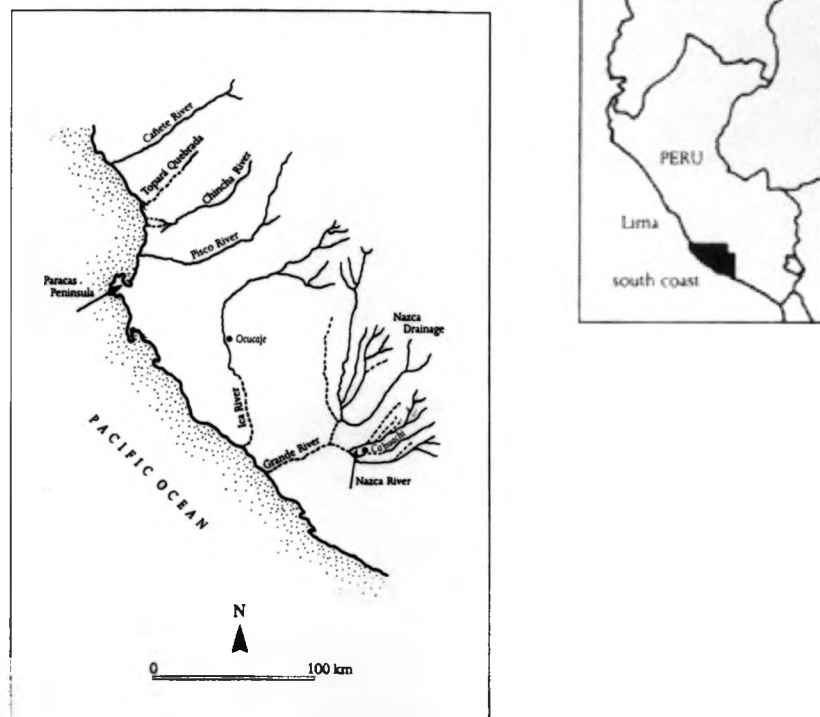 Cañete River
Topará Quebrada
Chincha River
Pisco River
Paracas
Peninsula
Ocucaje
Nazca
Drainage
Ica River
Grande River
Cahuachi
Nazca River
PACIFIC OCEAN
N
0 100 km
PERU
Lima
south coast